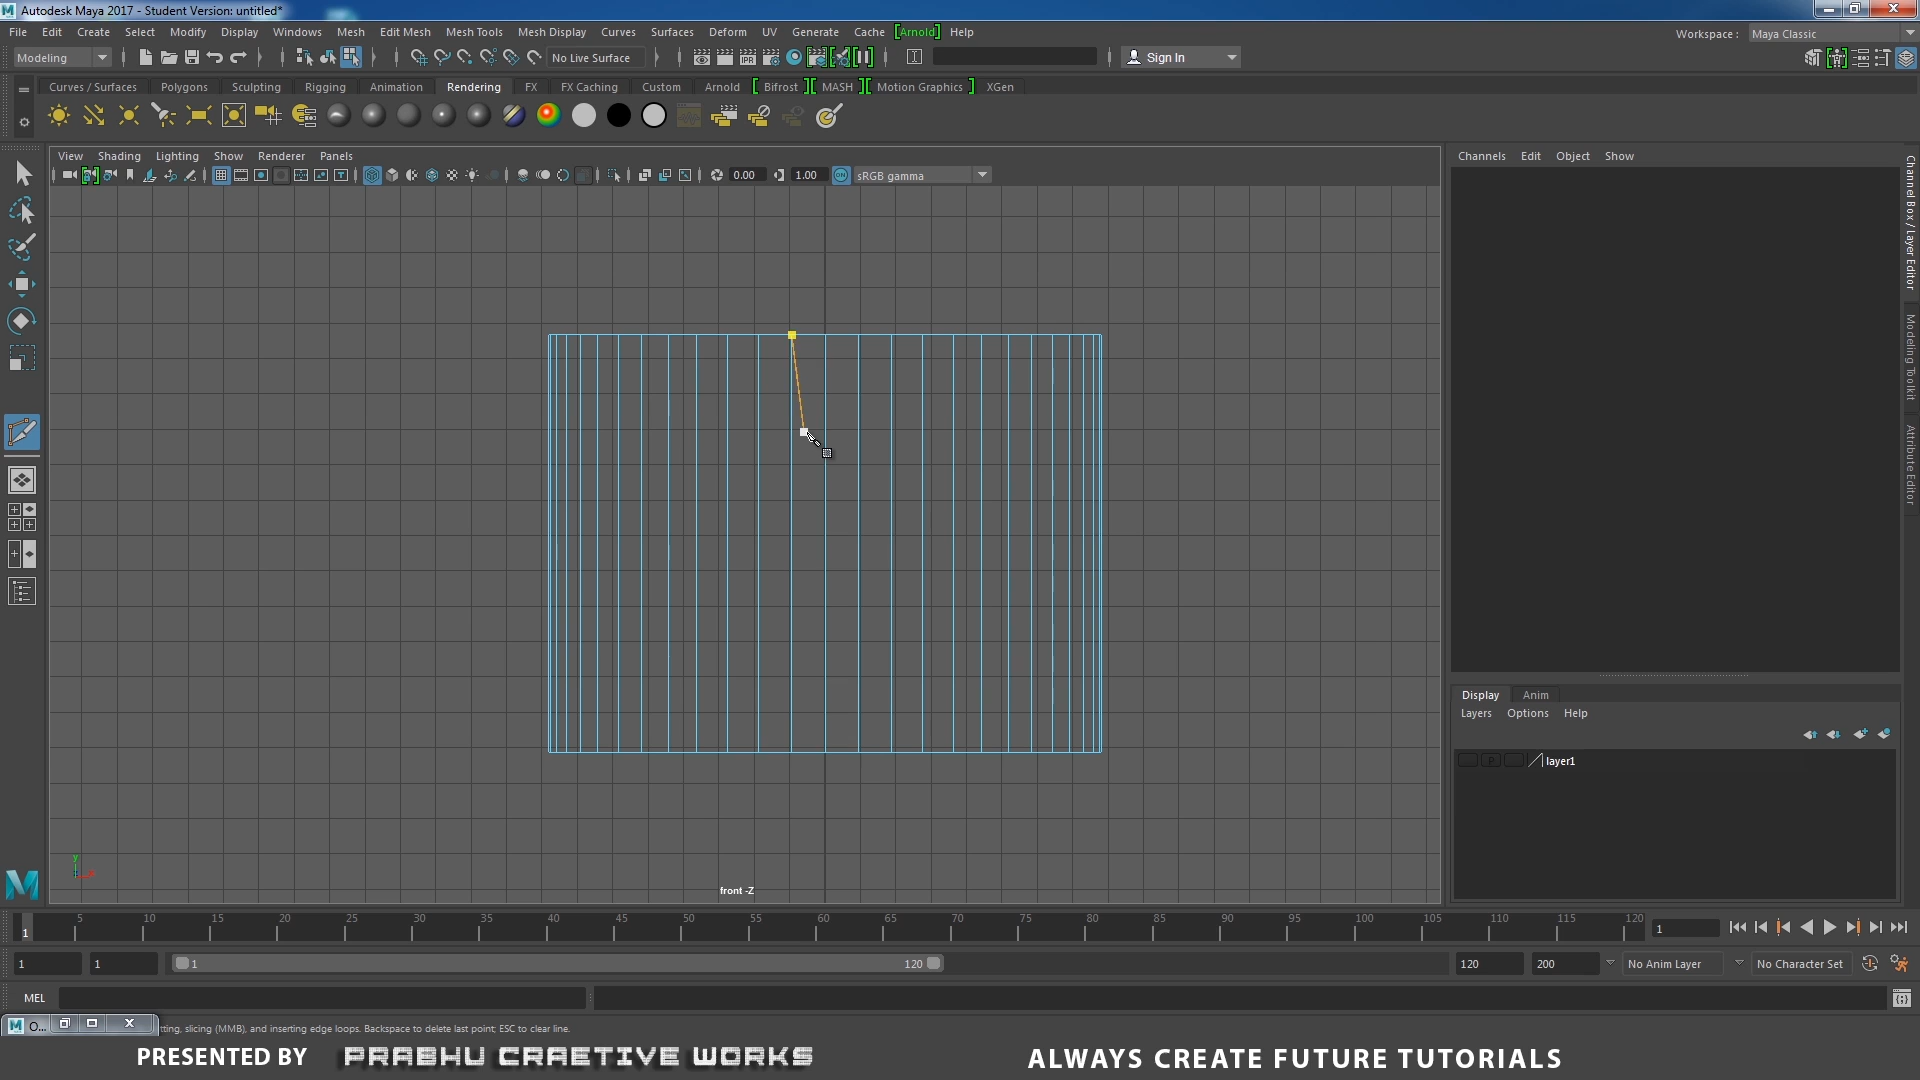 Autodesk Maya 2017 - Student Version: untitled*
File Edit Create Select Modify Display Windows Mesh Edit Mesh Mesh Tools Mesh Display Curves Surfaces Deform UV Generate Cache [Arnold] Help
Workspace : Maya Classic
Modeling
No Live Surface
IPR
Sign In
Curves / Surfaces Polygons Sculpting Rigging Animation Rendering FX FX Caching Custom Arnold [ Bifrost ] [ MASH ] [ Motion Graphics ] XGen
View Shading Lighting Show Renderer Panels
0.00
1.00
ON
sRGB gamma
Channels Edit Object Show
Channel Box / Layer Editor
Modeling Toolkit
Attribute Editor
y
front -Z
Display Anim
Layers Options Help
P
layer1
5 10 15 20 25 30 35 40 45 50 55 60 65 70 75 80 85 90 95 100 105 110 115 120
1
1
1
1
1
120
120
200
No Anim Layer
No Character Set
MEL
O...
tting, slicing (MMB), and inserting edge loops. Backspace to delete last point; ESC to clear line.
PRESENTED BY PRABHU CRAETIVE WORKS
ALWAYS CREATE FUTURE TUTORIALS